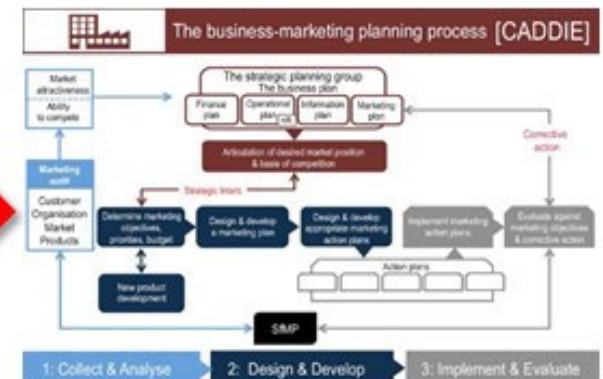 The business-marketing planning process [CADDIE]
Market
attractiveness
Ability
to compete
The strategic planning group
The business plan
Finance
plan
Operational
plan
Information
plan
Marketing
plan
Articulation of desired market position
& basis of competition
Corrective
action
Marketing
audit
Customer
Organisation
Market
Products
Strategic Intent
Determine marketing
objectives,
priorities, budget
Design & develop
a marketing plan
Design & develop
appropriate marketing
action plans
Implement marketing
action plans
Evaluate against
marketing objectives
& corrective action
Action plans
New product
development
SfMP
1: Collect & Analyse
2: Design & Develop
3: Implement & Evaluate